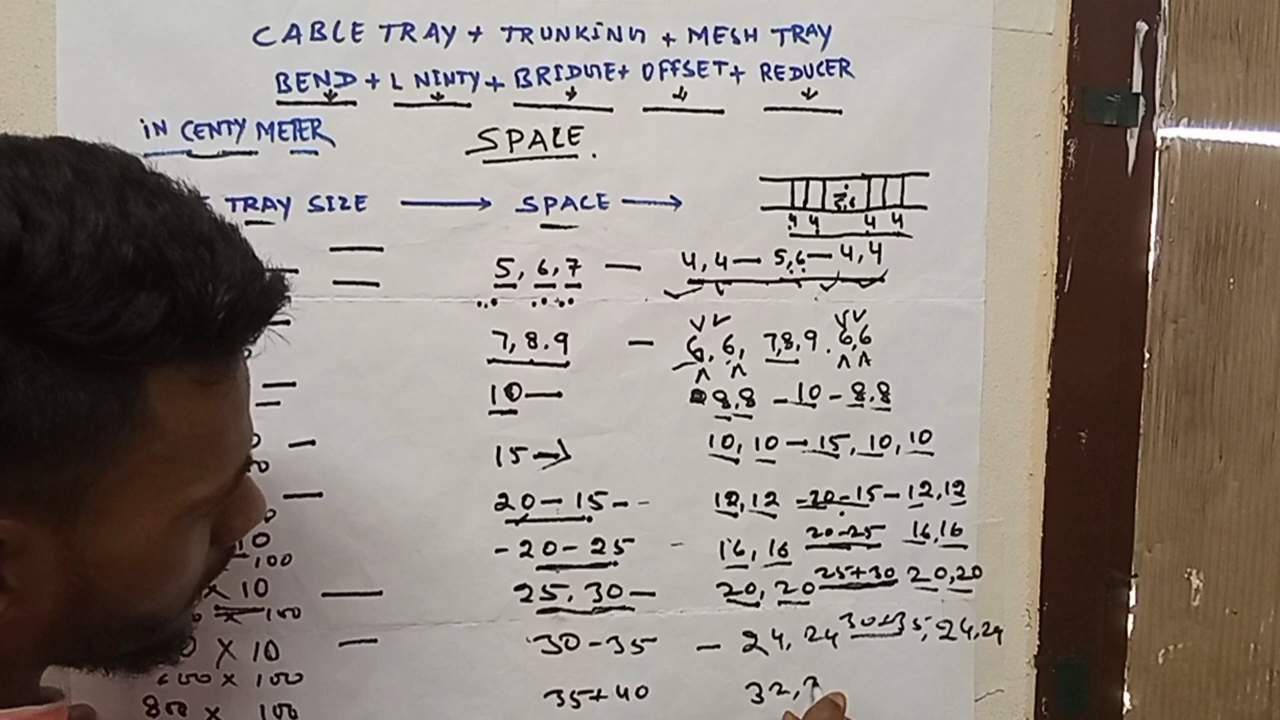 CABLE TRAY + TRUNKING + MESH TRAY
BEND + L NINTY + BRIDGE + OFFSET + REDUCER
IN CENTY METER
SPACE.
TRAY SIZE → SPACE →
4 4 4 4
5, 6, 7 — 4, 4 — 5,6 — 4, 4
7, 8.9 — 6, 6, 7,8,9. 6,6
10 — 8,8 - 10 - 8,8
15 → 10, 10 - 15, 10, 10
20 - 15 - - 12, 12 - 20 - 15 - 12, 12
10 - 20 - 25 - 16, 16 20-25 16, 16
100
x 10 — 25, 30 — 20, 20 25+30 20, 20
x 100
x 10 — 30 - 35 — 24, 24 30+35, 24, 24
600 x 100
35+40 32,
800 x 100